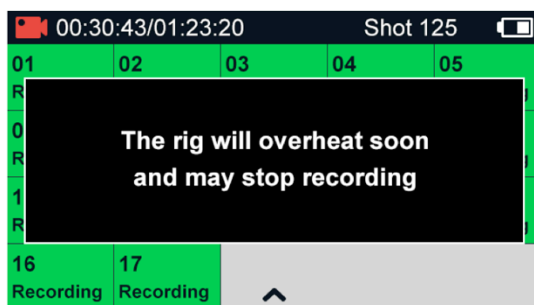 00:30:43/01:23:20 Shot 125
01 02 03 04 05
The rig will overheat soon
and may stop recording
16 17
Recording Recording